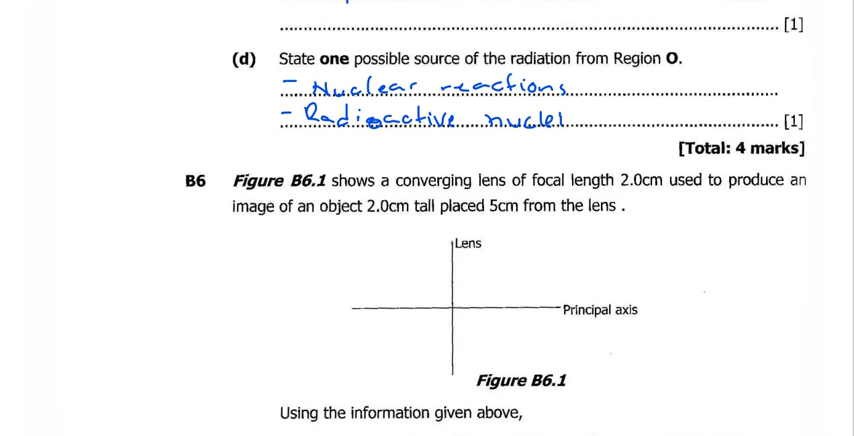 [1]
(d) State one possible source of the radiation from Region O.
- Nuclear reactions
- Radioactive nuclei [1]
[Total: 4 marks]
B6 Figure B6.1 shows a converging lens of focal length 2.0cm used to produce an
image of an object 2.0cm tall placed 5cm from the lens .
Lens
Principal axis
Figure B6.1
Using the information given above,